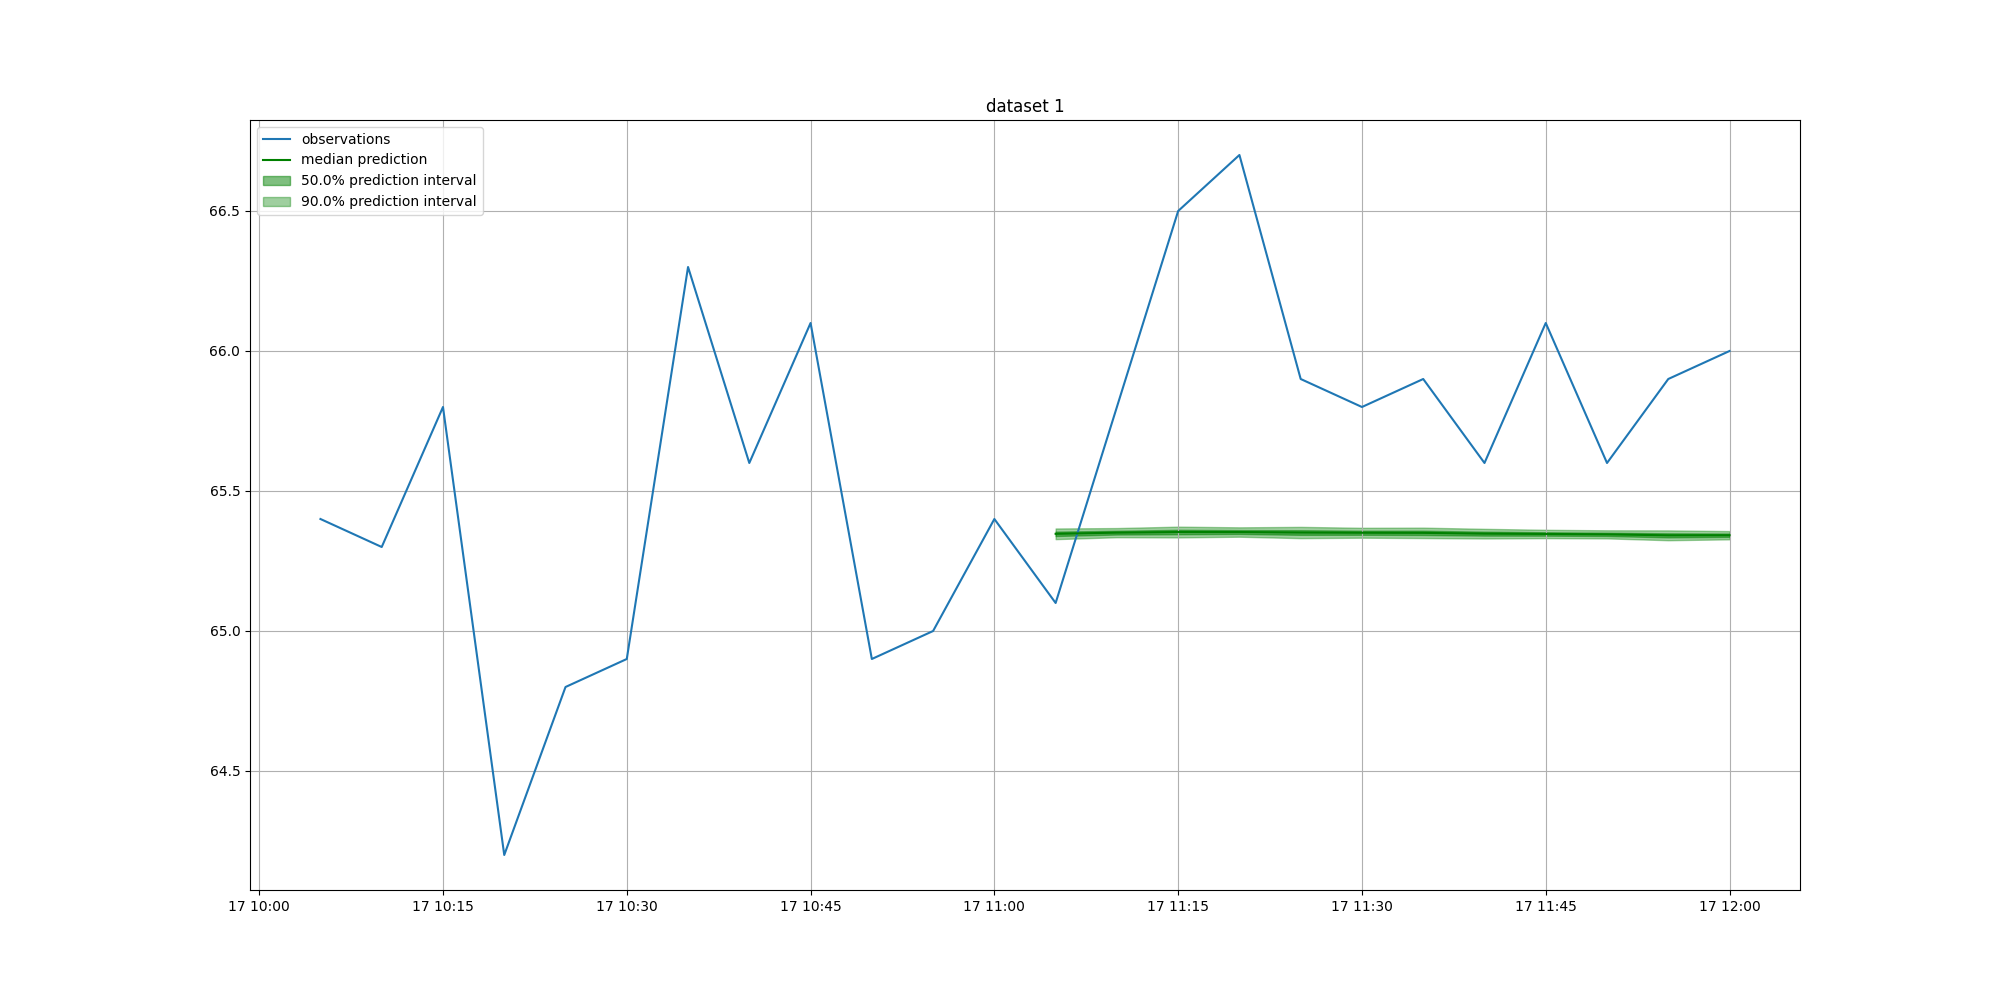 dataset 1
observations
median prediction
50.0% prediction interval
90.0% prediction interval
66.5
66.0
65.5
65.0
64.5
17 10:00 17 10:15 17 10:30 17 10:45 17 11:00 17 11:15 17 11:30 17 11:45 17 12:00